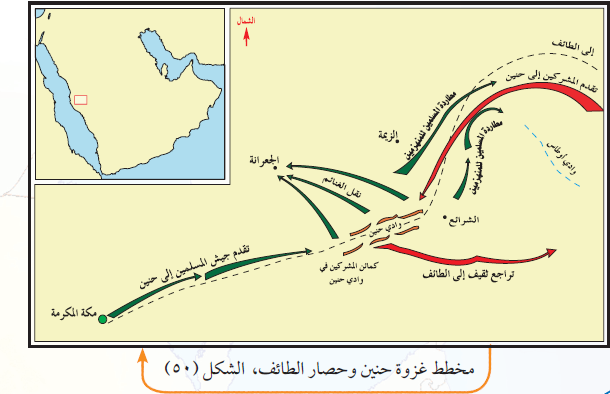 الشمال
إلى الطائف
تقدم المشركين إلى حنين
مطاردة المسلمين للمنهزمين
مطاردة المسلمين للمنهزمين
وادي أوطاس
الزيمة
الجعرانة
نقل الغنائم
الشرائع
وادي حنين
تقدم جيش المسلمين إلى حنين
كمائن المشركين في
وادي حنين
تراجع ثقيف إلى الطائف
مكة المكرمة
مخطط غزوة حنين وحصار الطائف، الشكل (٥٠)